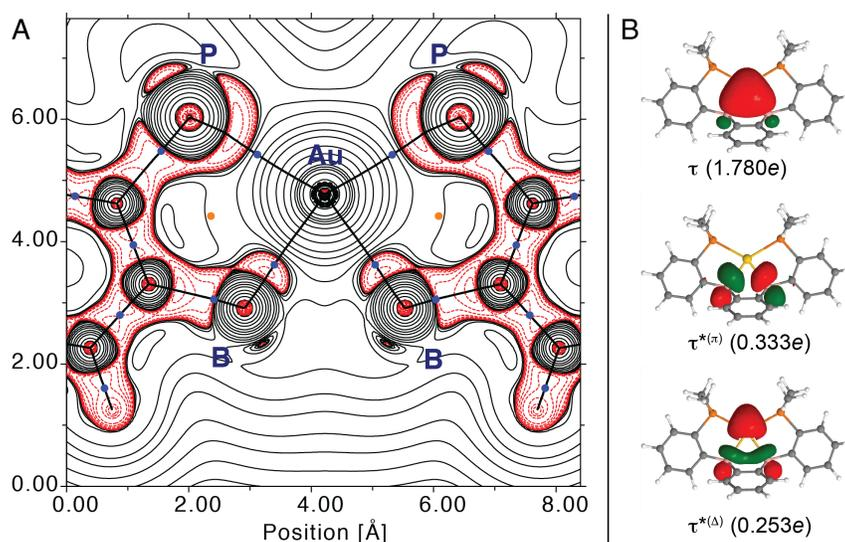 A
P
P
Au
B
B
6.00
4.00
2.00
0.00
0.00
2.00
4.00
6.00
8.00
Position [Å]
B
τ (1.780e)
τ*(π) (0.333e)
τ*(Δ) (0.253e)